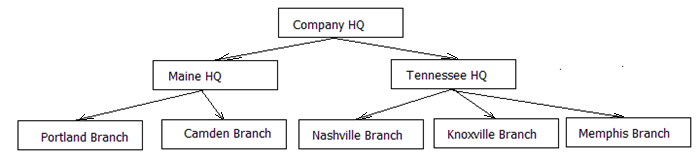 Company HQ
Maine HQ
Tennessee HQ
Portland Branch
Camden Branch
Nashville Branch
Knoxville Branch
Memphis Branch